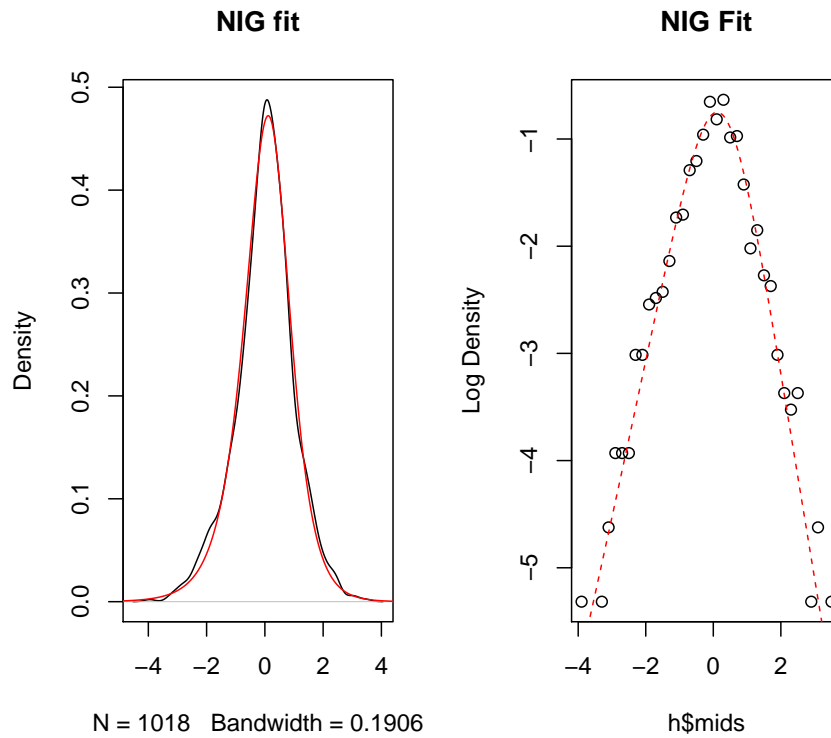 NIG fit
Density
0.0
0.1
0.2
0.3
0.4
0.5
−4 −2 0 2 4
N = 1018 Bandwidth = 0.1906
NIG Fit
Log Density
−5
−4
−3
−2
−1
−4 −2 0 2
h$mids